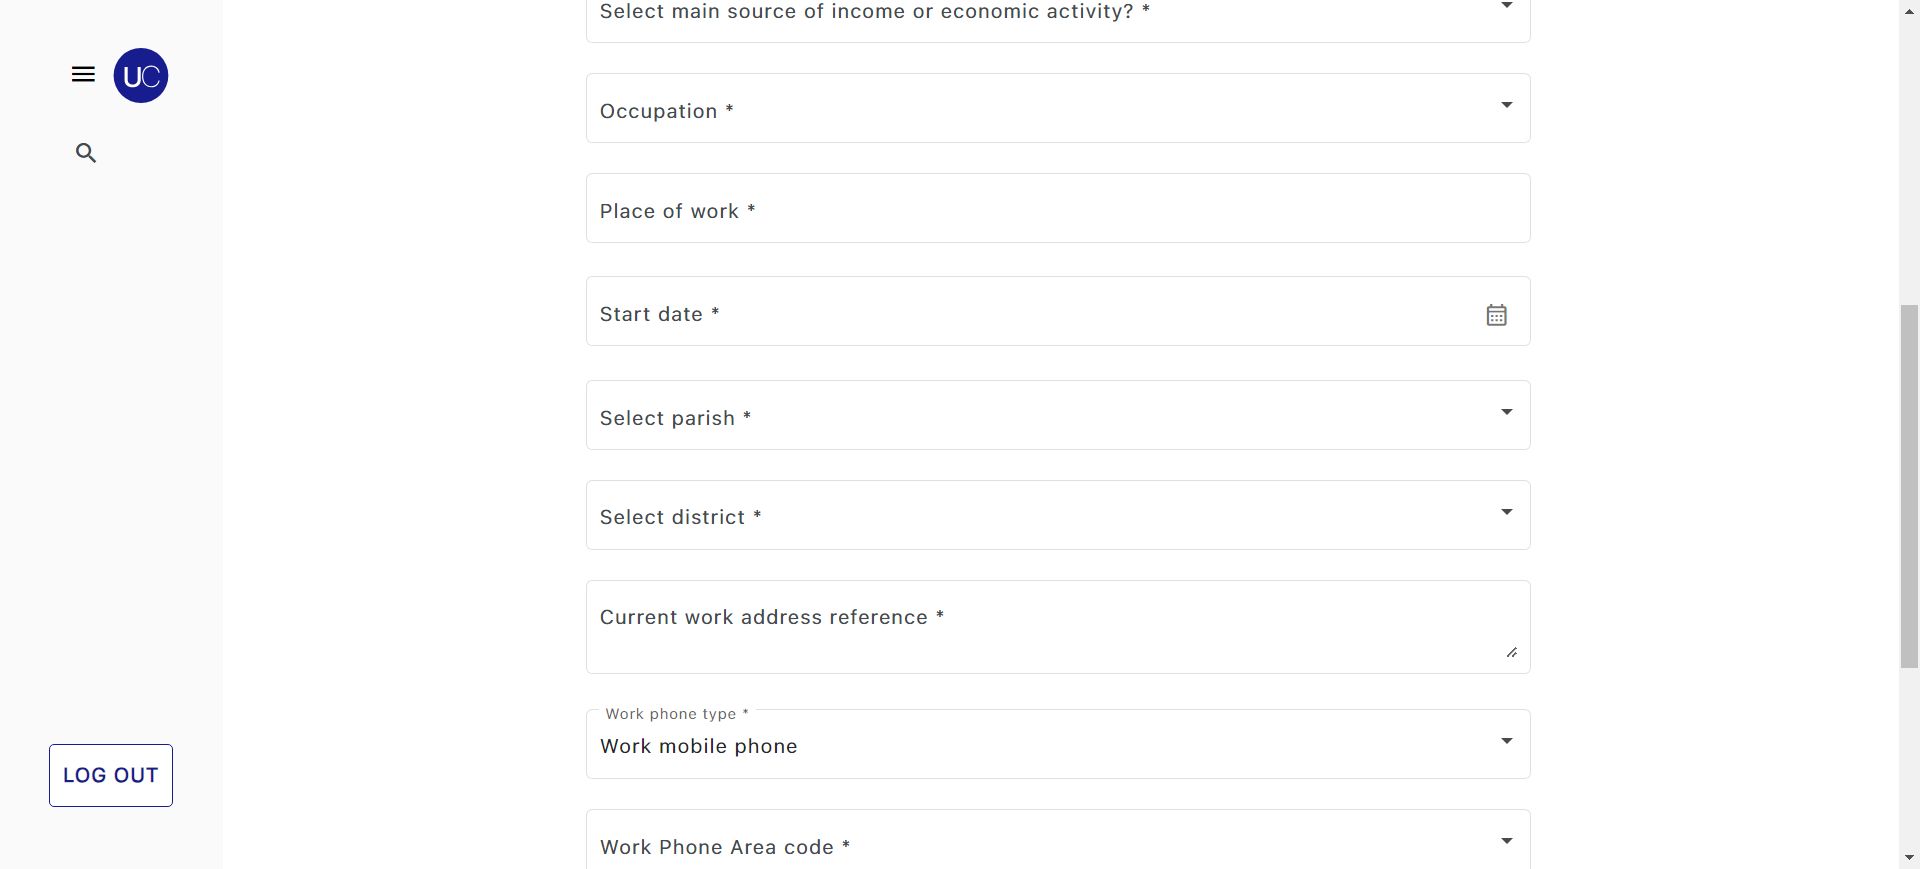 Select main source of income or economic activity? *
UC
Occupation *
Place of work *
Start date *
Select parish *
Select district *
Current work address reference *
Work phone type *
Work mobile phone
LOG OUT
Work Phone Area code *